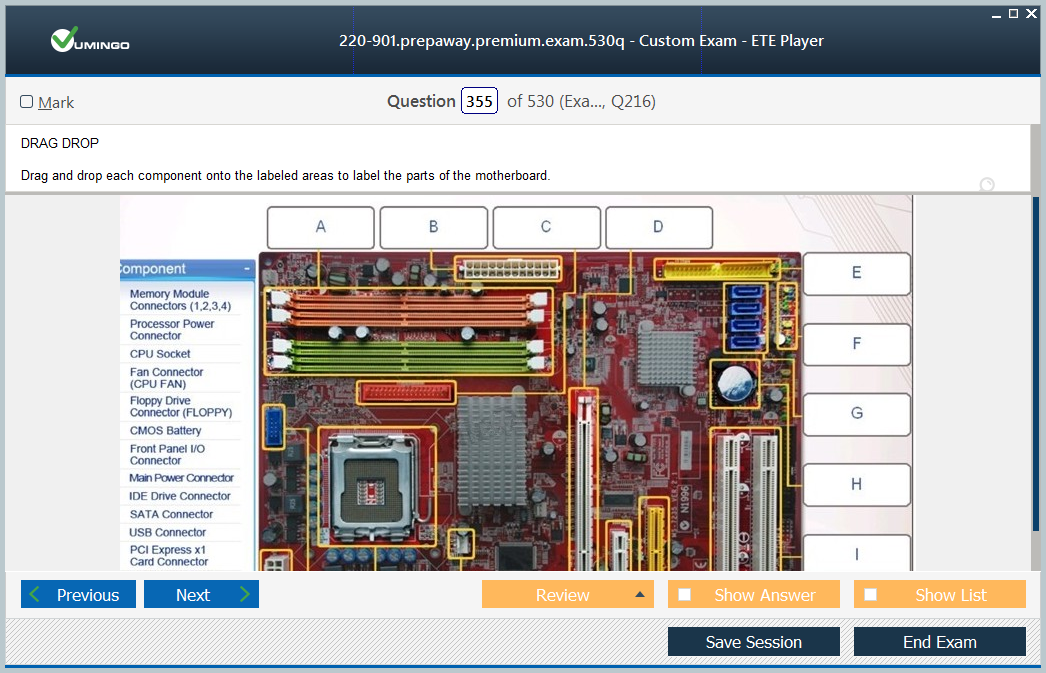 VUMINGO
220-901.prepaway.premium.exam.530q - Custom Exam - ETE Player
Mark
Question 355 of 530 (Exa..., Q216)
DRAG DROP
Drag and drop each component onto the labeled areas to label the parts of the motherboard.
A
B
C
D
omponent
-
Memory Module
Connectors (1,2,3,4)
Processor Power
Connector
CPU Socket
Fan Connector
(CPU FAN)
Floppy Drive
Connector (FLOPPY)
CMOS Battery
Front Panel I/O
Connector
Main Power Connector
IDE Drive Connector
SATA Connector
USB Connector
PCI Express x1
Card Connector
E
F
G
H
I
N1996
Previous
Next
Review
Show Answer
Show List
Save Session
End Exam